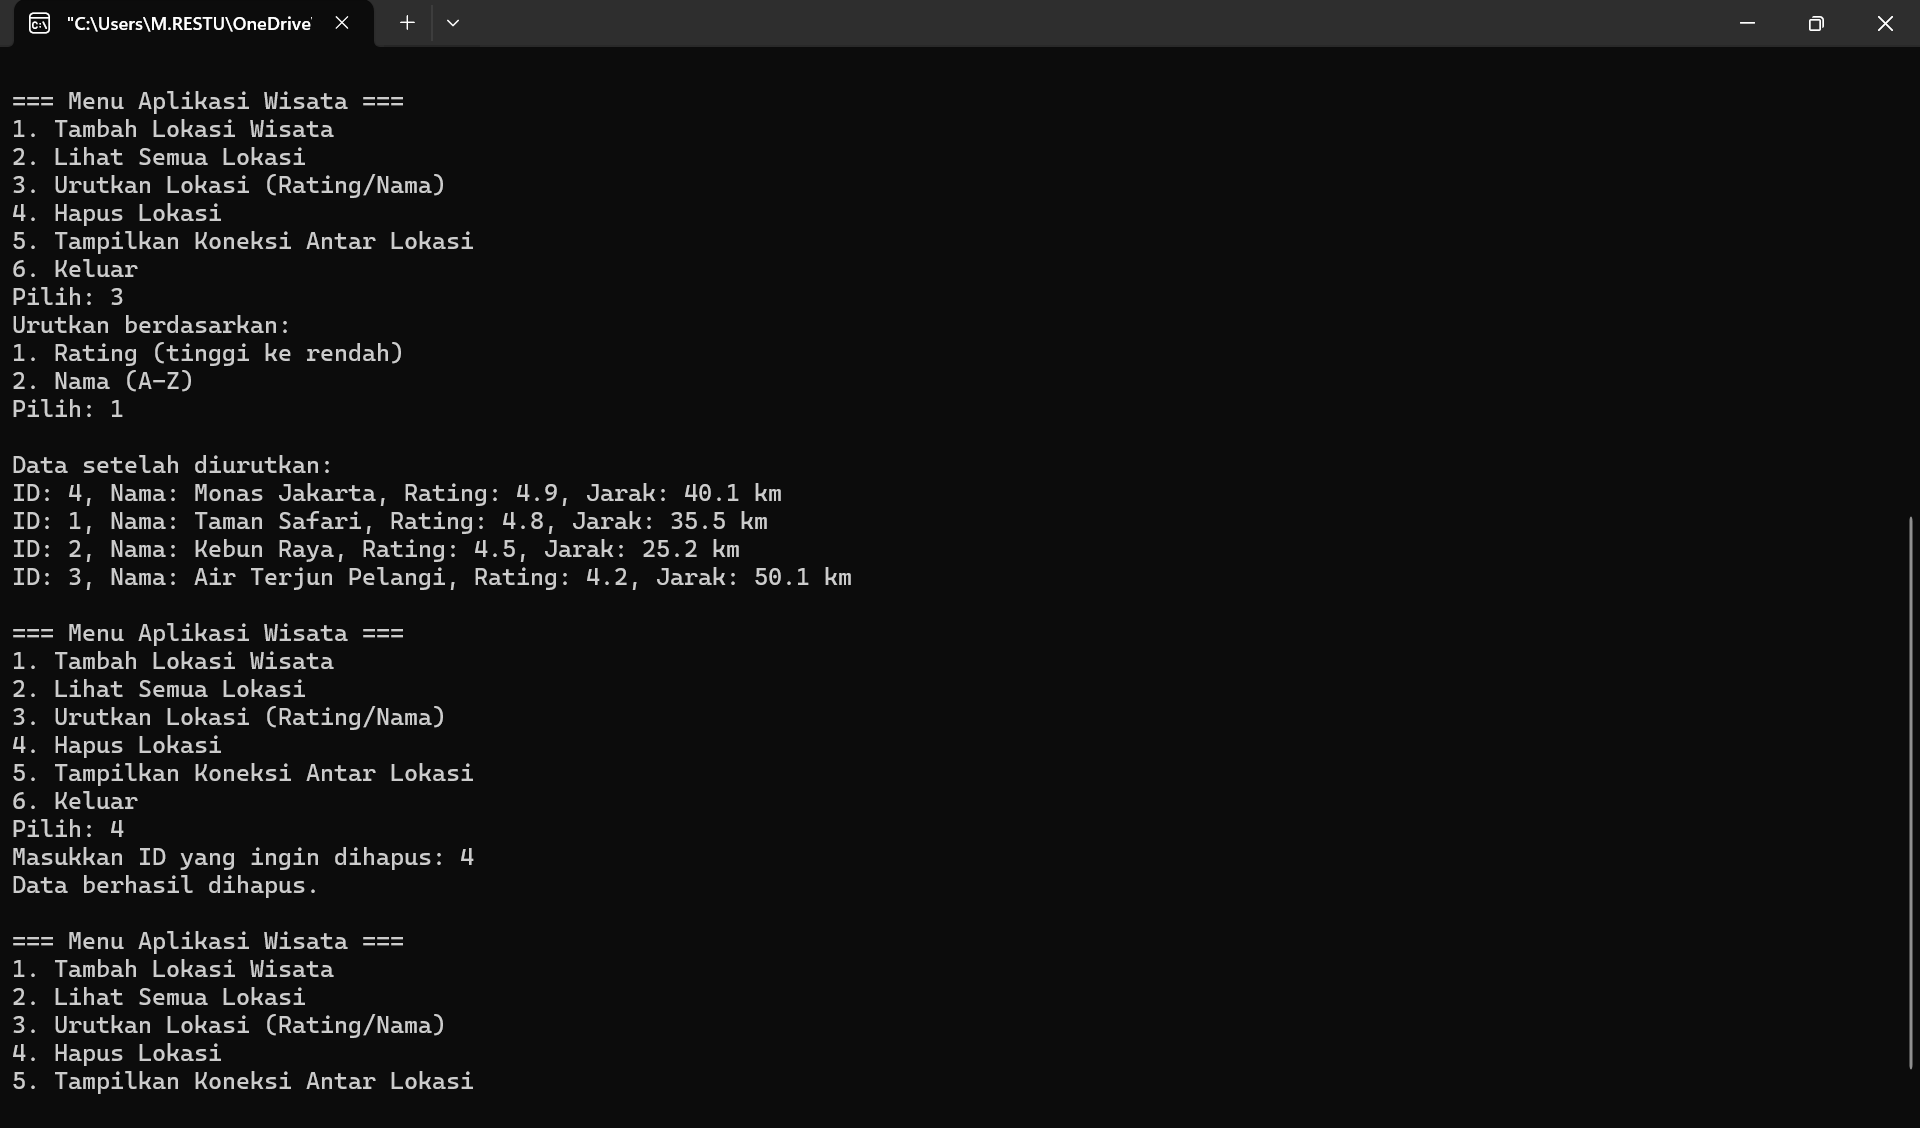 "C:\Users\M.RESTU\OneDrive'
=== Menu Aplikasi Wisata ===
1. Tambah Lokasi Wisata
2. Lihat Semua Lokasi
3. Urutkan Lokasi (Rating/Nama)
4. Hapus Lokasi
5. Tampilkan Koneksi Antar Lokasi
6. Keluar
Pilih: 3
Urutkan berdasarkan:
1. Rating (tinggi ke rendah)
2. Nama (A-Z)
Pilih: 1
Data setelah diurutkan:
ID: 4, Nama: Monas Jakarta, Rating: 4.9, Jarak: 40.1 km
ID: 1, Nama: Taman Safari, Rating: 4.8, Jarak: 35.5 km
ID: 2, Nama: Kebun Raya, Rating: 4.5, Jarak: 25.2 km
ID: 3, Nama: Air Terjun Pelangi, Rating: 4.2, Jarak: 50.1 km
=== Menu Aplikasi Wisata ===
1. Tambah Lokasi Wisata
2. Lihat Semua Lokasi
3. Urutkan Lokasi (Rating/Nama)
4. Hapus Lokasi
5. Tampilkan Koneksi Antar Lokasi
6. Keluar
Pilih: 4
Masukkan ID yang ingin dihapus: 4
Data berhasil dihapus.
=== Menu Aplikasi Wisata ===
1. Tambah Lokasi Wisata
2. Lihat Semua Lokasi
3. Urutkan Lokasi (Rating/Nama)
4. Hapus Lokasi
5. Tampilkan Koneksi Antar Lokasi